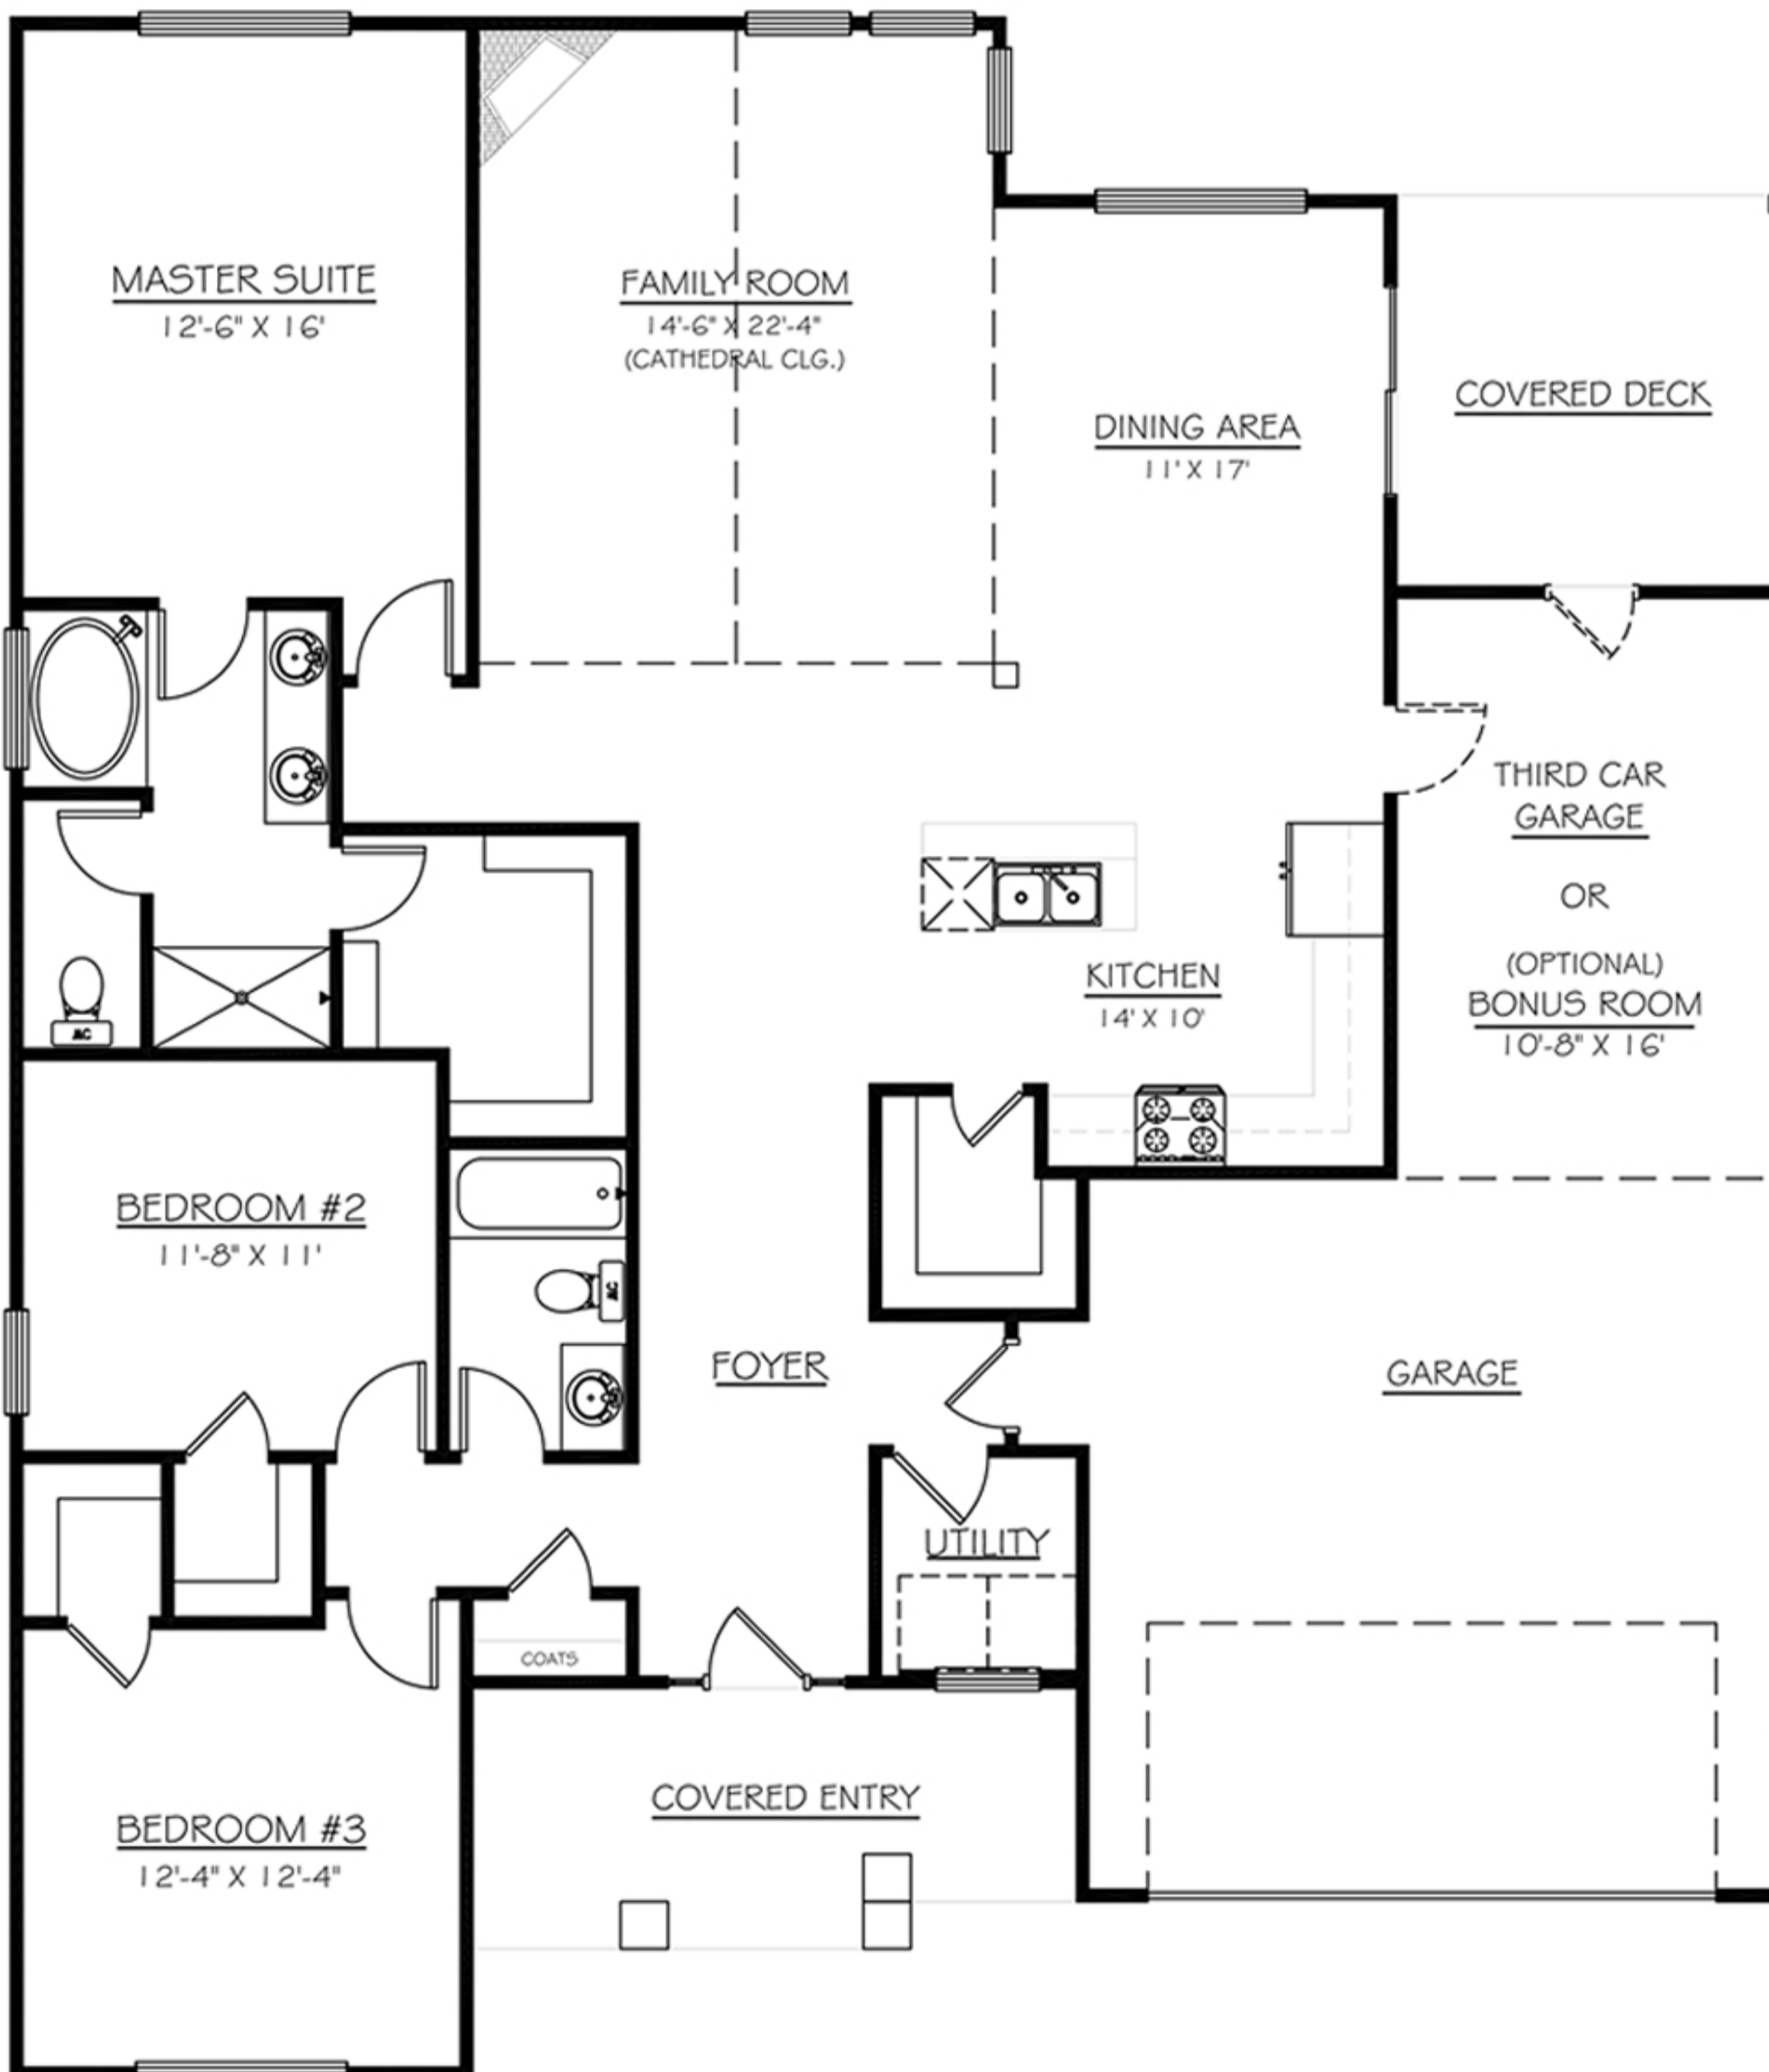 MASTER SUITE
12'-6" X 16'
FAMILY ROOM
14'-6" X 22'-4"
(CATHEDRAL CLG.)
DINING AREA
11' X 17'
COVERED DECK
THIRD CAR
GARAGE
OR
(OPTIONAL)
BONUS ROOM
10'-8" X 16'
KITCHEN
14' X 10'
AC
BEDROOM #2
11'-8" X 11'
AC
FOYER
GARAGE
UTILITY
COATS
COVERED ENTRY
BEDROOM #3
12'-4" X 12'-4"